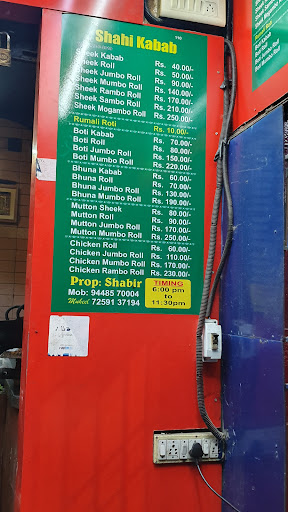 Shahi Kabab
Sheek Kabab Rs. 40.00/-
Sheek Roll Rs. 50.00/-
Sheek Jumbo Roll Rs. 90.00/-
Sheek Mumbo Roll Rs. 140.00/-
Sheek Rambo Roll Rs. 170.00/-
Sheek Sambo Roll Rs. 210.00/-
Sheek Mogambo Roll Rs. 250.00/-
Rumali Roti Rs. 10.00/-
Boti Kabab Rs. 70.00/-
Boti Roll Rs. 80.00/-
Boti Jumbo Roll Rs. 150.00/-
Boti Mumbo Roll Rs. 220.00/-
Bhuna Kabab Rs. 60.00/-
Bhuna Roll Rs. 70.00/-
Bhuna Jumbo Roll Rs. 130.00/-
Bhuna Mumbo Roll Rs. 190.00/-
Mutton Sheek Rs. 80.00/-
Mutton Roll Rs. 90.00/-
Mutton Jumbo Roll Rs. 170.00/-
Mutton Mumbo Roll Rs. 250.00/-
Chicken Roll Rs. 60.00/-
Chicken Jumbo Roll Rs. 110.00/-
Chicken Mumbo Roll Rs. 170.00/-
Chicken Rambo Roll Rs. 230.00/-
Prop: Shabir
Mob: 94485 70004
72591 37194
TIMING
6:00 pm
to
11:30pm